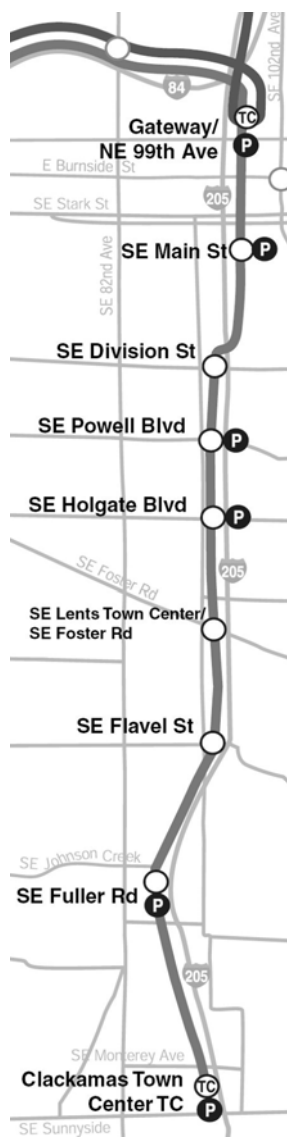 SE 102nd Ave
84
TC
Gateway/
NE 99th Ave
P
E Burnside St
205
SE Stark St
SE 82nd Ave
SE Main St
P
SE Division St
SE Powell Blvd
P
SE Holgate Blvd
P
SE Foster Rd
205
SE Lents Town Center/
SE Foster Rd
SE Flavel St
SE Johnson Creek
SE Fuller Rd
P
205
SE Monterey Ave
Clackamas Town
Center TC
TC
P
SE Sunnyside